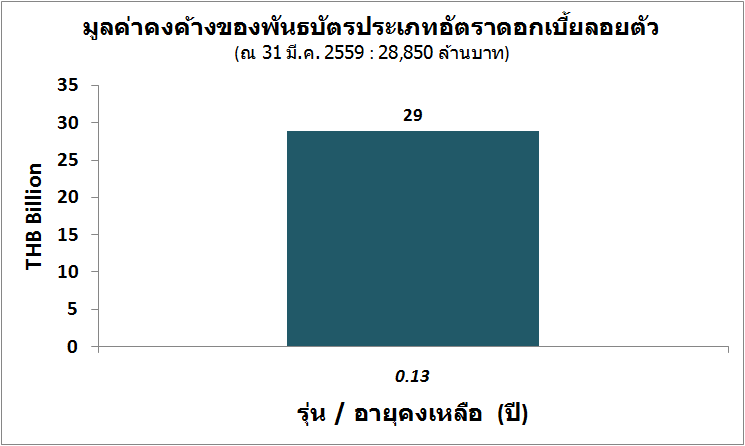 มูลค่าคงค้างของพันธบัตรประเภทอัตราดอกเบี้ยลอยตัว
(ณ 31 มี.ค. 2559 : 28,850 ล้านบาท)
35
30
25
20
15
10
5
0
THB Billion
29
0.13
รุ่น / อายุคงเหลือ (ปี)